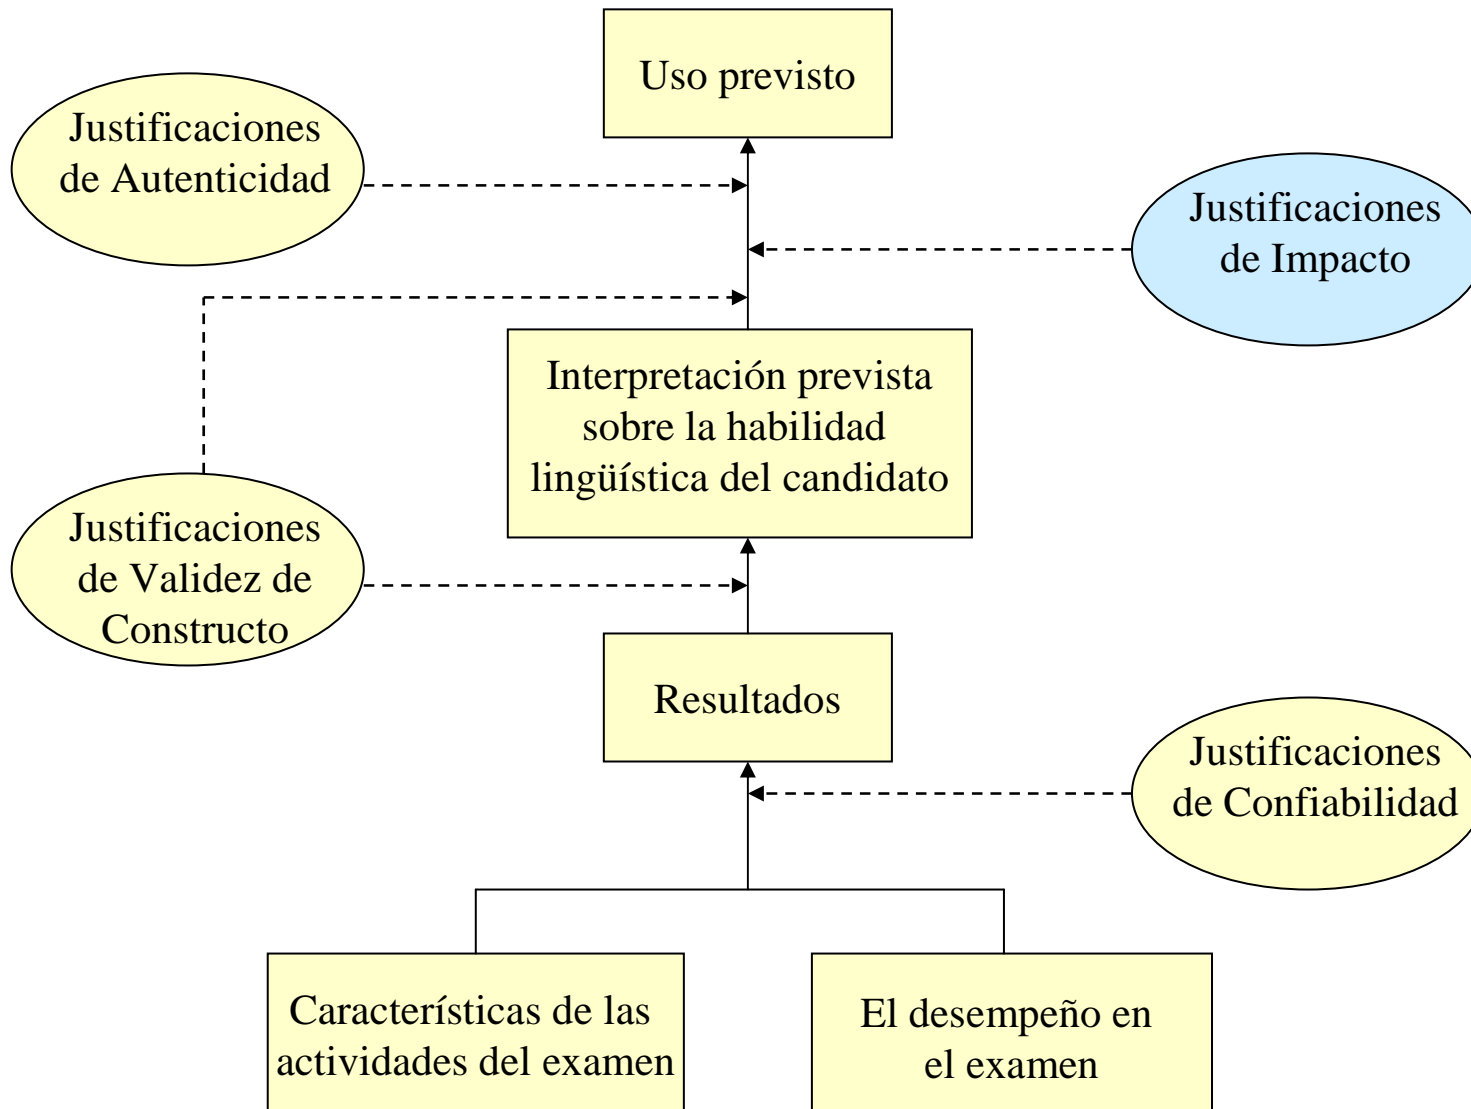 Uso previsto
Justificaciones
de Autenticidad
Justificaciones
de Impacto
Interpretación prevista
sobre la habilidad
lingüística del candidato
Justificaciones
de Validez de
Constructo
Resultados
Justificaciones
de Confiabilidad
Características de las
actividades del examen
El desempeño en
el examen